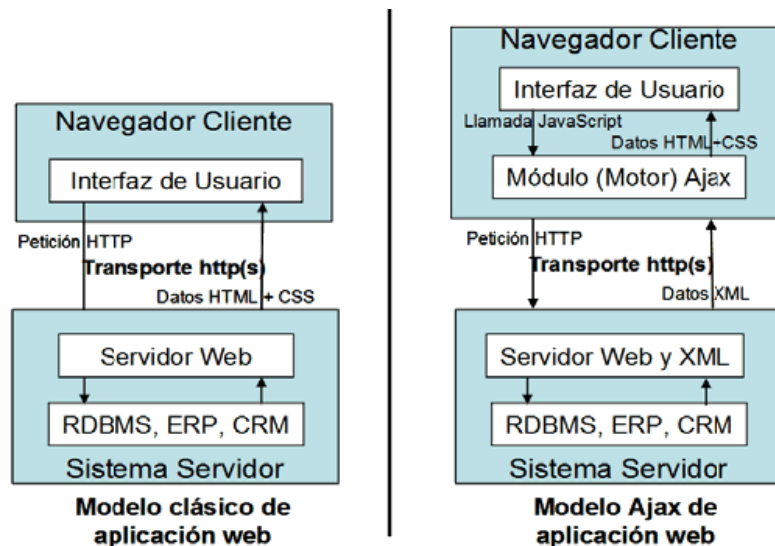 Navegador Cliente
Interfaz de Usuario
Petición HTTP
Transporte http(s)
Datos HTML + CSS
Servidor Web
RDBMS, ERP, CRM
Sistema Servidor
Modelo clásico de
aplicación web
Navegador Cliente
Interfaz de Usuario
Llamada JavaScript
Datos HTML+CSS
Módulo (Motor) Ajax
Petición HTTP
Transporte http(s)
Datos XML
Servidor Web y XML
RDBMS, ERP, CRM
Sistema Servidor
Modelo Ajax de
aplicación web